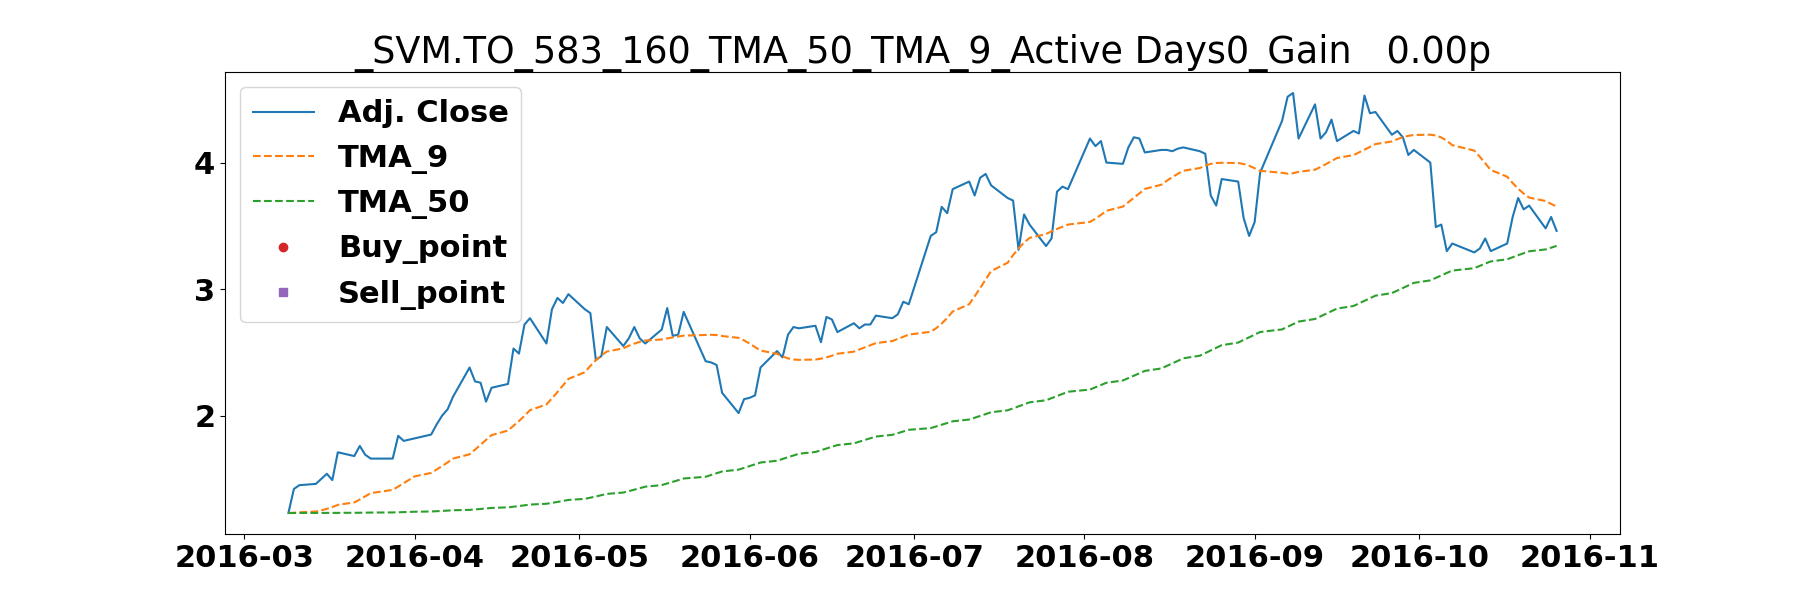 _SVM.TO_583_160_TMA_50_TMA_9_Active Days0_Gain   0.00p
Adj. Close
TMA_9
TMA_50
Buy_point
Sell_point
4
3
2
2016-03 2016-04 2016-05 2016-06 2016-07 2016-08 2016-09 2016-10 2016-11